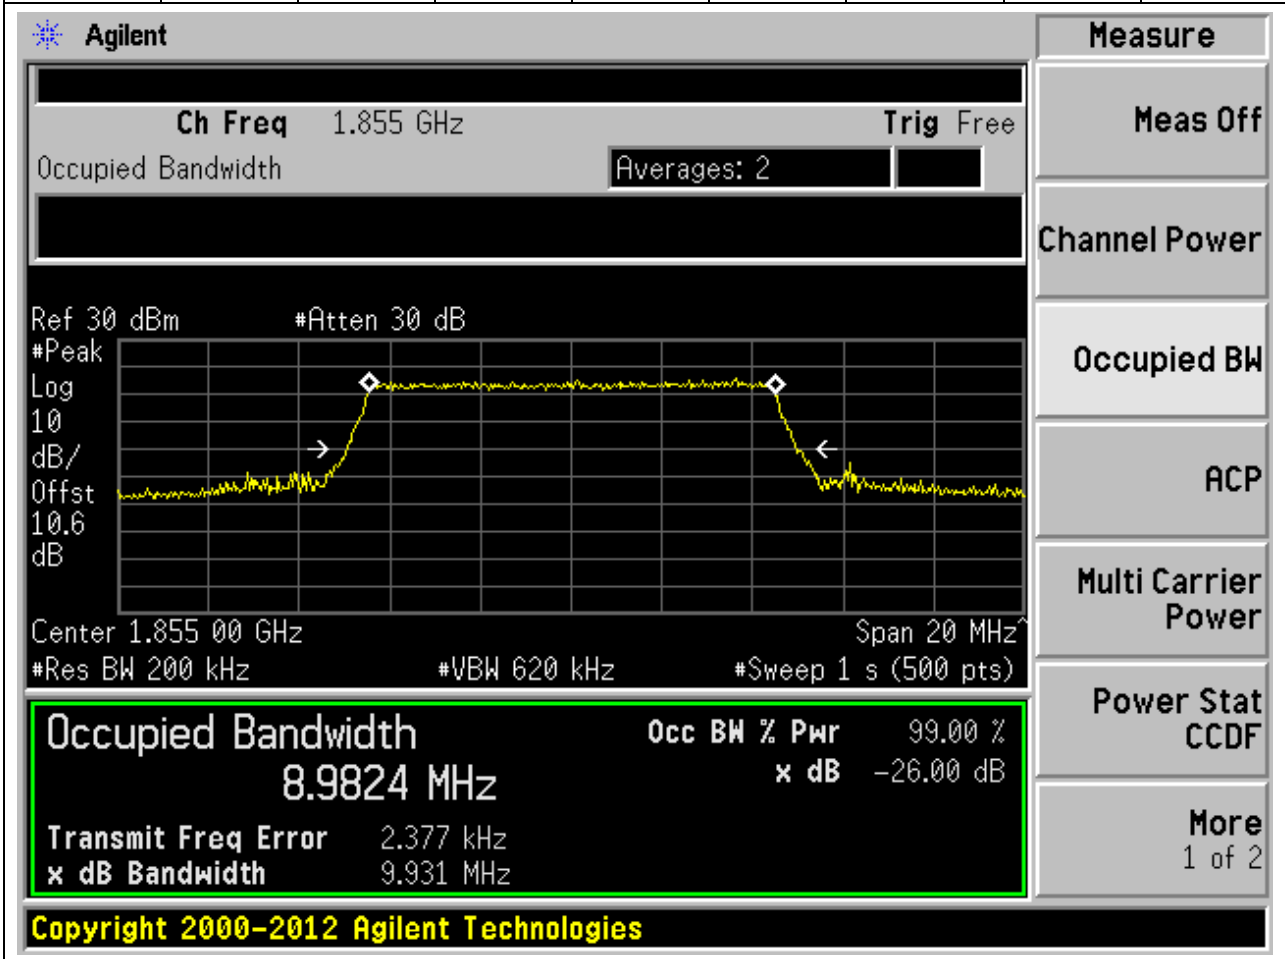 Agilent
Measure
Ch Freq 1.855 GHz Trig Free
Occupied Bandwidth Averages: 2
Ref 30 dBm #Atten 30 dB
#Peak
Log
10
dB/
Offst
10.6
dB
Center 1.855 00 GHz Span 20 MHz^
#Res BW 200 kHz #VBW 620 kHz #Sweep 1 s (500 pts)
Occupied Bandwidth Occ BW % Pwr 99.00 %
8.9824 MHz x dB -26.00 dB
Transmit Freq Error 2.377 kHz
x dB Bandwidth 9.931 MHz
Copyright 2000-2012 Agilent Technologies
Meas Off
Channel Power
Occupied BW
ACP
Multi Carrier
Power
Power Stat
CCDF
More
1 of 2